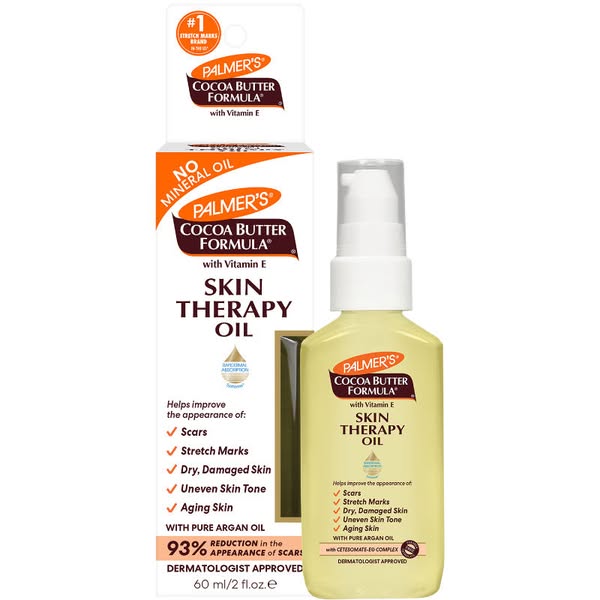 #1
STRETCH MARKS
BRAND
IN THE US*
PALMER'S®
COCOA BUTTER
FORMULA®
with Vitamin E
NO
MINERAL OIL
PALMER'S®
COCOA BUTTER
FORMULA®
with Vitamin E
SKIN
THERAPY
OIL
Helps improve
the appearance of:
✓ Scars
✓ Stretch Marks
✓ Dry, Damaged Skin
✓ Uneven Skin Tone
✓ Aging Skin
WITH PURE ARGAN OIL
93% REDUCTION in the
APPEARANCE of SCARS
DERMATOLOGIST APPROVED
60 ml/2 fl.oz.℮
PALMER'S®
COCOA BUTTER
FORMULA®
with Vitamin E
SKIN
THERAPY
OIL
Helps improve the appearance of:
✓ Scars
✓ Stretch Marks
✓ Dry, Damaged Skin
✓ Uneven Skin Tone
✓ Aging Skin
WITH PURE ARGAN OIL
with CETESOMATE-EG COMPLEX
DERMATOLOGIST APPROVED